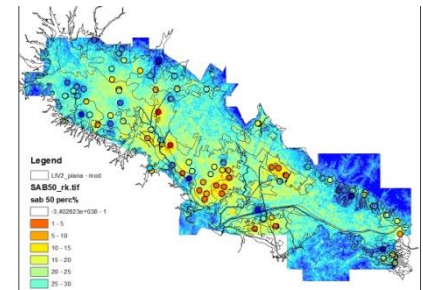 Legend
LIV2_piana - mod
SAB50_rk.tif
sab 50 perc%
-3,402823e+038 - 1
1 - 5
5 - 10
10 - 15
15 - 20
20 - 25
25 - 30